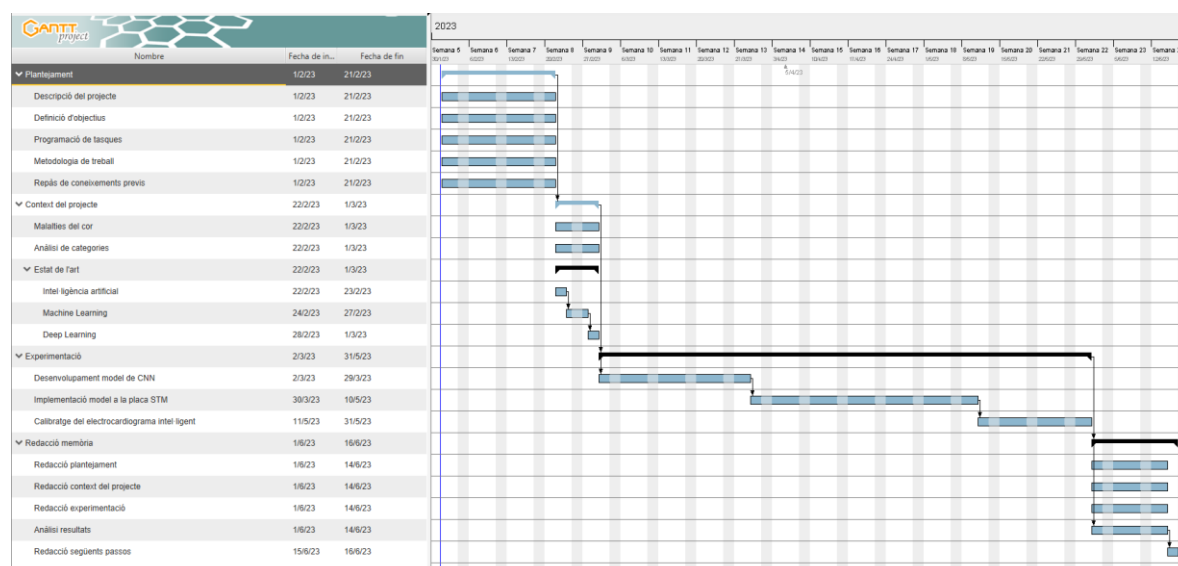 GANTT
project
2023
Nombre
Fecha de in...
Fecha de fin
Semana 5 Semana 6 Semana 7 Semana 8 Semana 9 Semana 10 Semana 11 Semana 12 Semana 13 Semana 14 Semana 15 Semana 16 Semana 17 Semana 18 Semana 19 Semana 20 Semana 21 Semana 22 Semana 23 Semana
Plantejament 1/2/23 21/2/23
Descripció del projecte 1/2/23 21/2/23
Definició d'objectius 1/2/23 21/2/23
Programació de tasques 1/2/23 21/2/23
Metodologia de treball 1/2/23 21/2/23
Repás de coneixements previs 1/2/23 21/2/23
Context del projecte 22/2/23 1/3/23
Malalties del cor 22/2/23 1/3/23
Anàlisi de categories 22/2/23 1/3/23
Estat de l'art 22/2/23 1/3/23
Intel·ligència artificial 22/2/23 23/2/23
Machine Learning 24/2/23 27/2/23
Deep Learning 28/2/23 1/3/23
Experimentació 2/3/23 31/5/23
Desenvolupament model de CNN 2/3/23 29/3/23
Implementació model a la placa STM 30/3/23 10/5/23
Calibratge del electrocardiograma intel·ligent 11/5/23 31/5/23
Redacció memòria 1/6/23 16/6/23
Redacció plantejament 1/6/23 14/6/23
Redacció context del projecte 1/6/23 14/6/23
Redacció experimentació 1/6/23 14/6/23
Anàlisi resultats 1/6/23 14/6/23
Redacció següents passos 15/6/23 16/6/23